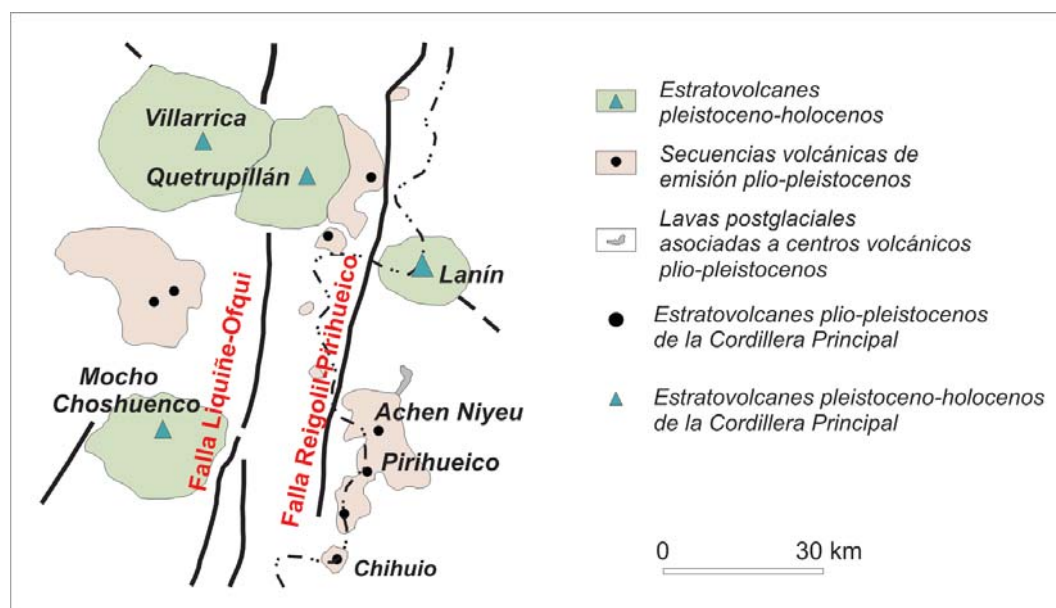 Villarrica
Quetrupillán
Lanín
Mocho
Choshuenco
Falla Liquiñe-Ofqui
Falla Reigolil-Pirihueico
Achen Niyeu
Pirihueico
Chihuio
Estratovolcanes
pleistoceno-holocenos
Secuencias volcánicas de
emisión plio-pleistocenos
Lavas postglaciales
asociadas a centros volcánicos
plio-pleistocenos
Estratovolcanes plio-pleistocenos
de la Cordillera Principal
Estratovolcanes pleistoceno-holocenos
de la Cordillera Principal
0 30 km